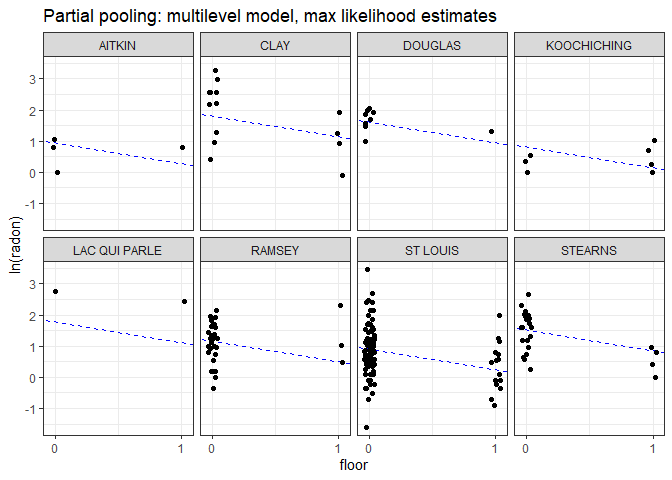 Partial pooling: multilevel model, max likelihood estimates
AITKIN CLAY DOUGLAS KOOCHICHING
3
2
1
0
-1
LAC QUI PARLE RAMSEY ST LOUIS STEARNS
3
2
1
0
-1
ln(radon)
0 1 0 1 0 1 0 1
floor